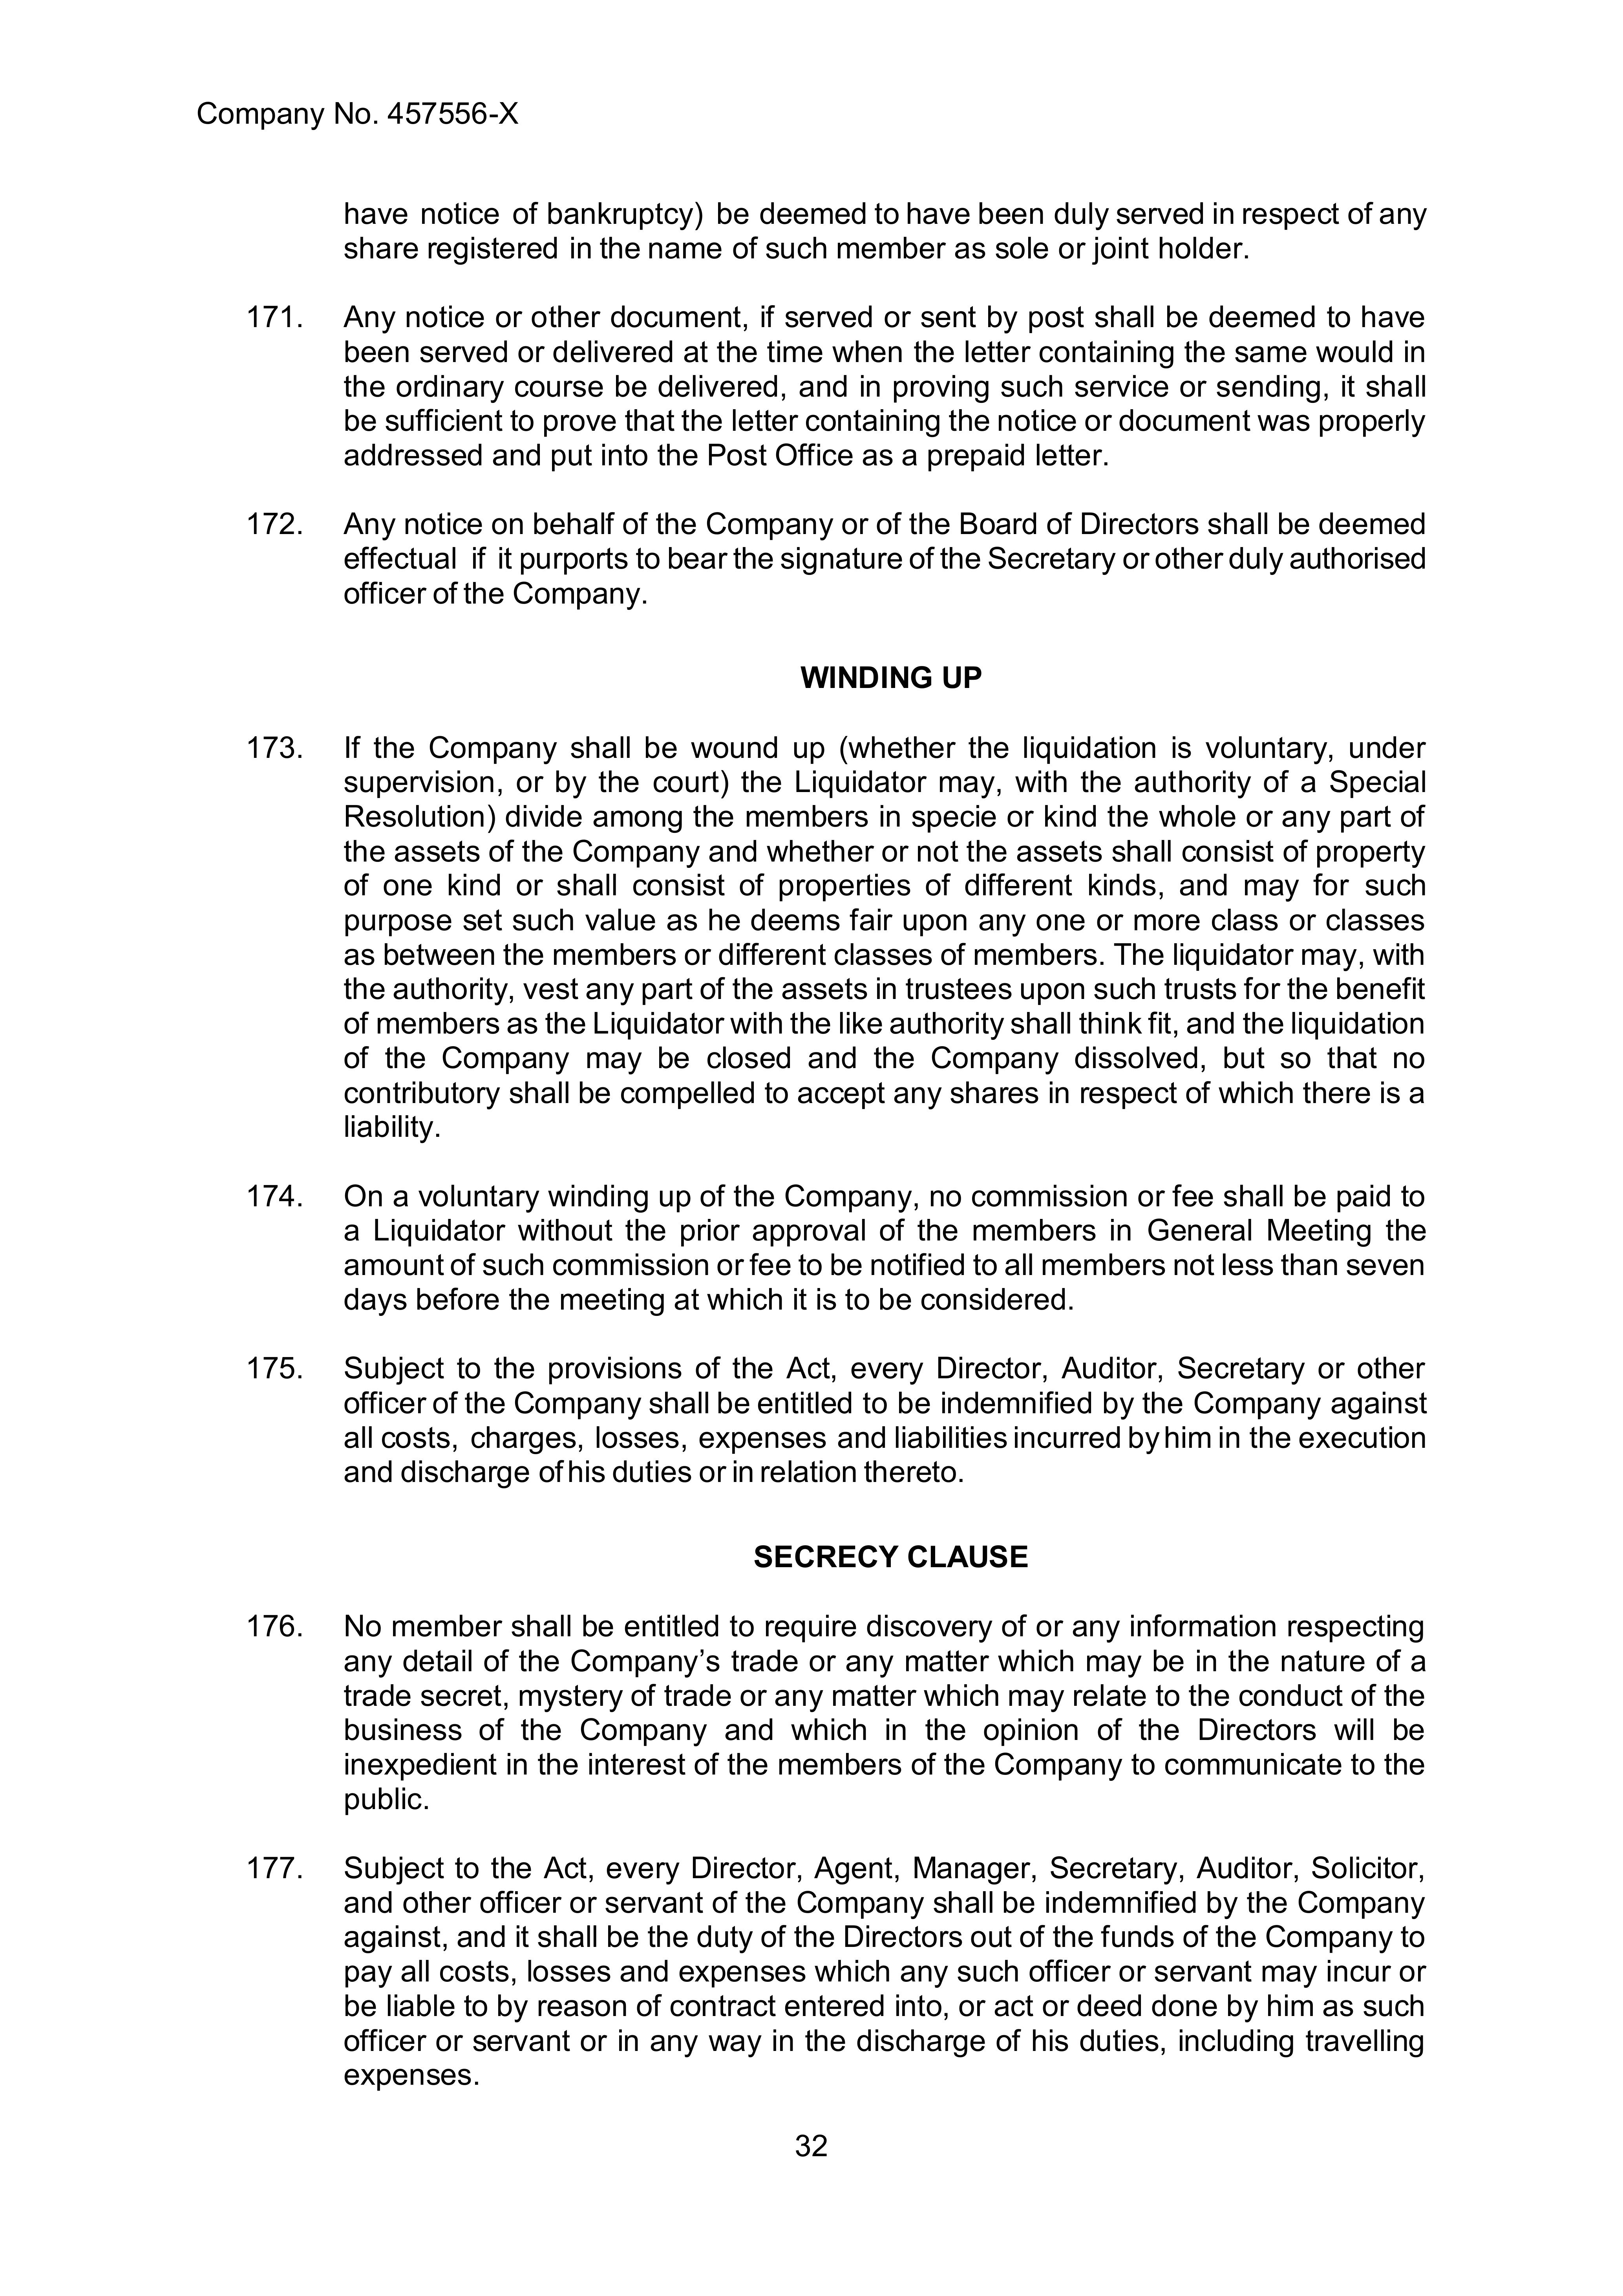 Company No. 457556-X
have notice of bankruptcy) be deemed to have been duly served in respect of any
share registered in the name of such member as sole or joint holder.
171. Any notice or other document, if served or sent by post shall be deemed to have
been served or delivered at the time when the letter containing the same would in
the ordinary course be delivered, and in proving such service or sending, it shall
be sufficient to prove that the letter containing the notice or document was properly
addressed and put into the Post Office as a prepaid letter.
172. Any notice on behalf of the Company or of the Board of Directors shall be deemed
effectual if it purports to bear the signature of the Secretary or other duly authorised
officer of the Company.
WINDING UP
173. If the Company shall be wound up (whether the liquidation is voluntary, under
supervision, or by the court) the Liquidator may, with the authority of a Special
Resolution) divide among the members in specie or kind the whole or any part of
the assets of the Company and whether or not the assets shall consist of property
of one kind or shall consist of properties of different kinds, and may for such
purpose set such value as he deems fair upon any one or more class or classes
as between the members or different classes of members. The liquidator may, with
the authority, vest any part of the assets in trustees upon such trusts for the benefit
of members as the Liquidator with the like authority shall think fit, and the liquidation
of the Company may be closed and the Company dissolved, but so that no
contributory shall be compelled to accept any shares in respect of which there is a
liability.
174. On a voluntary winding up of the Company, no commission or fee shall be paid to
a Liquidator without the prior approval of the members in General Meeting the
amount of such commission or fee to be notified to all members not less than seven
days before the meeting at which it is to be considered.
175. Subject to the provisions of the Act, every Director, Auditor, Secretary or other
officer of the Company shall be entitled to be indemnified by the Company against
all costs, charges, losses, expenses and liabilities incurred by him in the execution
and discharge of his duties or in relation thereto.
SECRECY CLAUSE
176. No member shall be entitled to require discovery of or any information respecting
any detail of the Company’s trade or any matter which may be in the nature of a
trade secret, mystery of trade or any matter which may relate to the conduct of the
business of the Company and which in the opinion of the Directors will be
inexpedient in the interest of the members of the Company to communicate to the
public.
177. Subject to the Act, every Director, Agent, Manager, Secretary, Auditor, Solicitor,
and other officer or servant of the Company shall be indemnified by the Company
against, and it shall be the duty of the Directors out of the funds of the Company to
pay all costs, losses and expenses which any such officer or servant may incur or
be liable to by reason of contract entered into, or act or deed done by him as such
officer or servant or in any way in the discharge of his duties, including travelling
expenses.
32